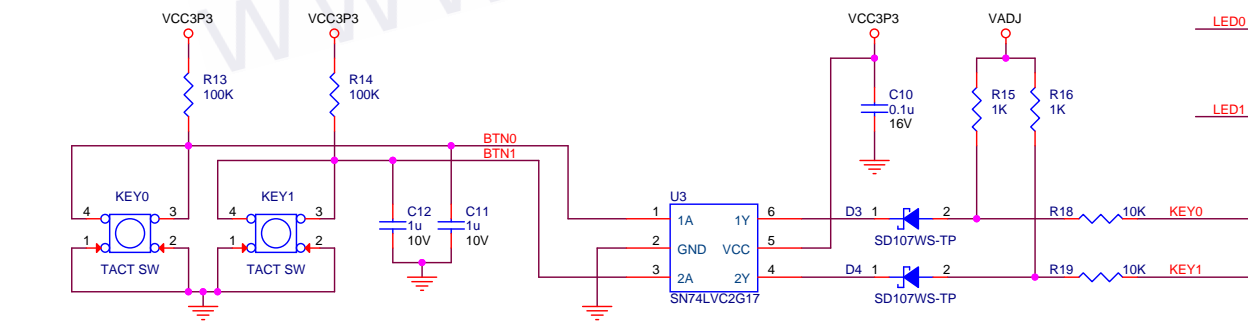 VCC3P3
VCC3P3
VCC3P3
VADJ
LED0
R13
100K
R14
100K
C10
0.1u
16V
R15
1K
R16
1K
LED1
BTN0
BTN1
KEY0
4
3
1
2
TACT SW
KEY1
4
3
1
2
TACT SW
C12
1u
10V
C11
1u
10V
U3
1
1A
1Y
6
2
GND
VCC
5
3
2A
2Y
4
SN74LVC2G17
D3
1
2
SD107WS-TP
R18
10K
KEY0
D4
1
2
SD107WS-TP
R19
10K
KEY1
www